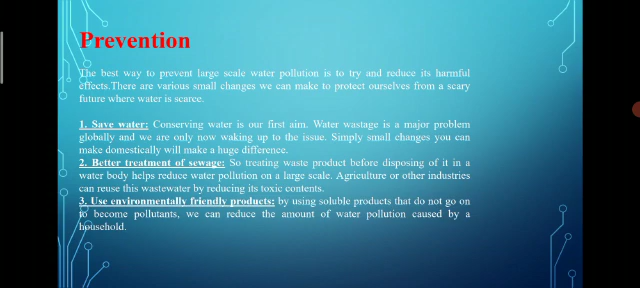 Prevention
The best way to prevent large scale water pollution is to try and reduce its harmful
effects.There are various small changes we can make to protect ourselves from a scary
future where water is scarce.
1. Save water: Conserving water is our first aim. Water wastage is a major problem
globally and we are only now waking up to the issue. Simply small changes you can
make domestically will make a huge difference.
2. Better treatment of sewage: So treating waste product before disposing of it in a
water body helps reduce water pollution on a large scale. Agriculture or other industries
can reuse this wastewater by reducing its toxic contents.
3. Use environmentally friendly products: by using soluble products that do not go on
to become pollutants, we can reduce the amount of water pollution caused by a
household.